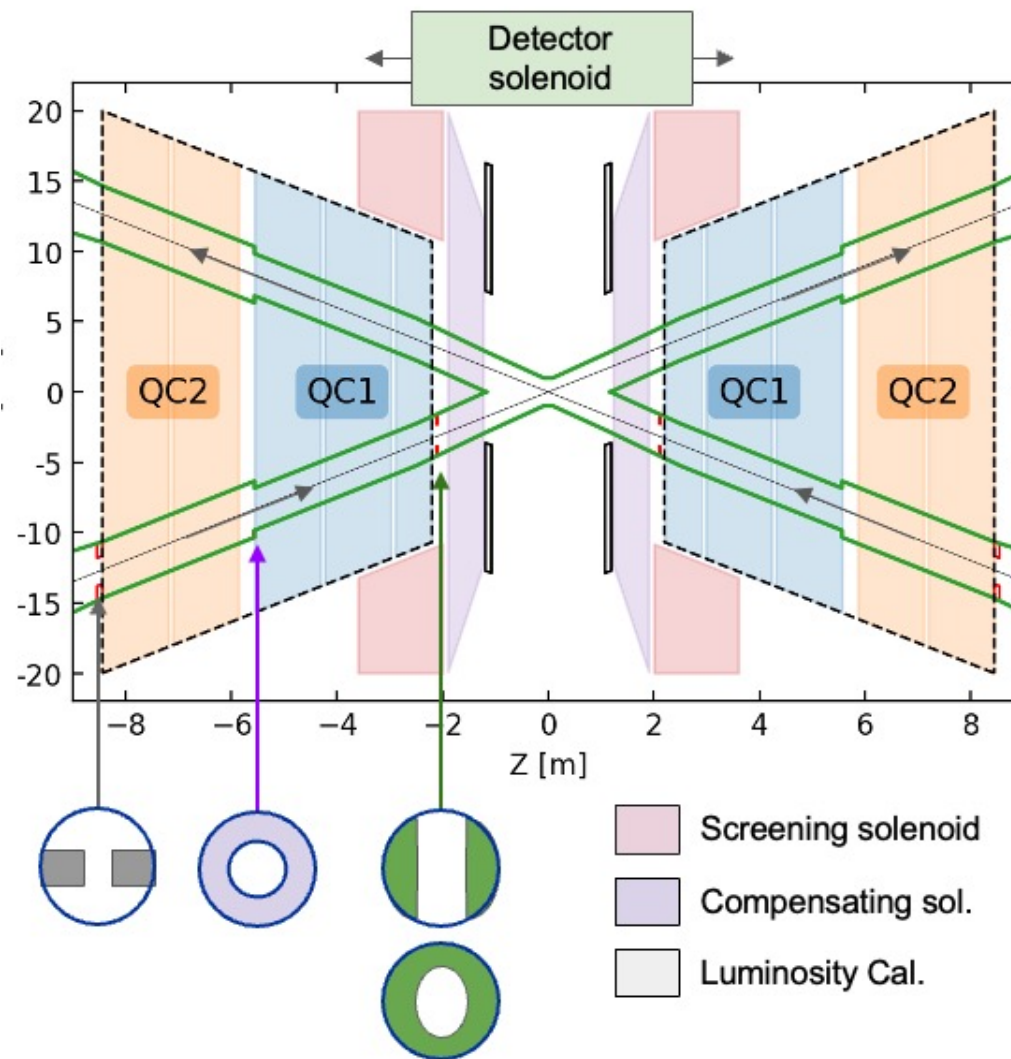 Detector
solenoid
20
15
10
5
0
-5
-10
-15
-20
QC2
QC1
QC1
QC2
−8
−6
−4
−2
0
2
4
6
8
Z [m]
Screening solenoid
Compensating sol.
Luminosity Cal.